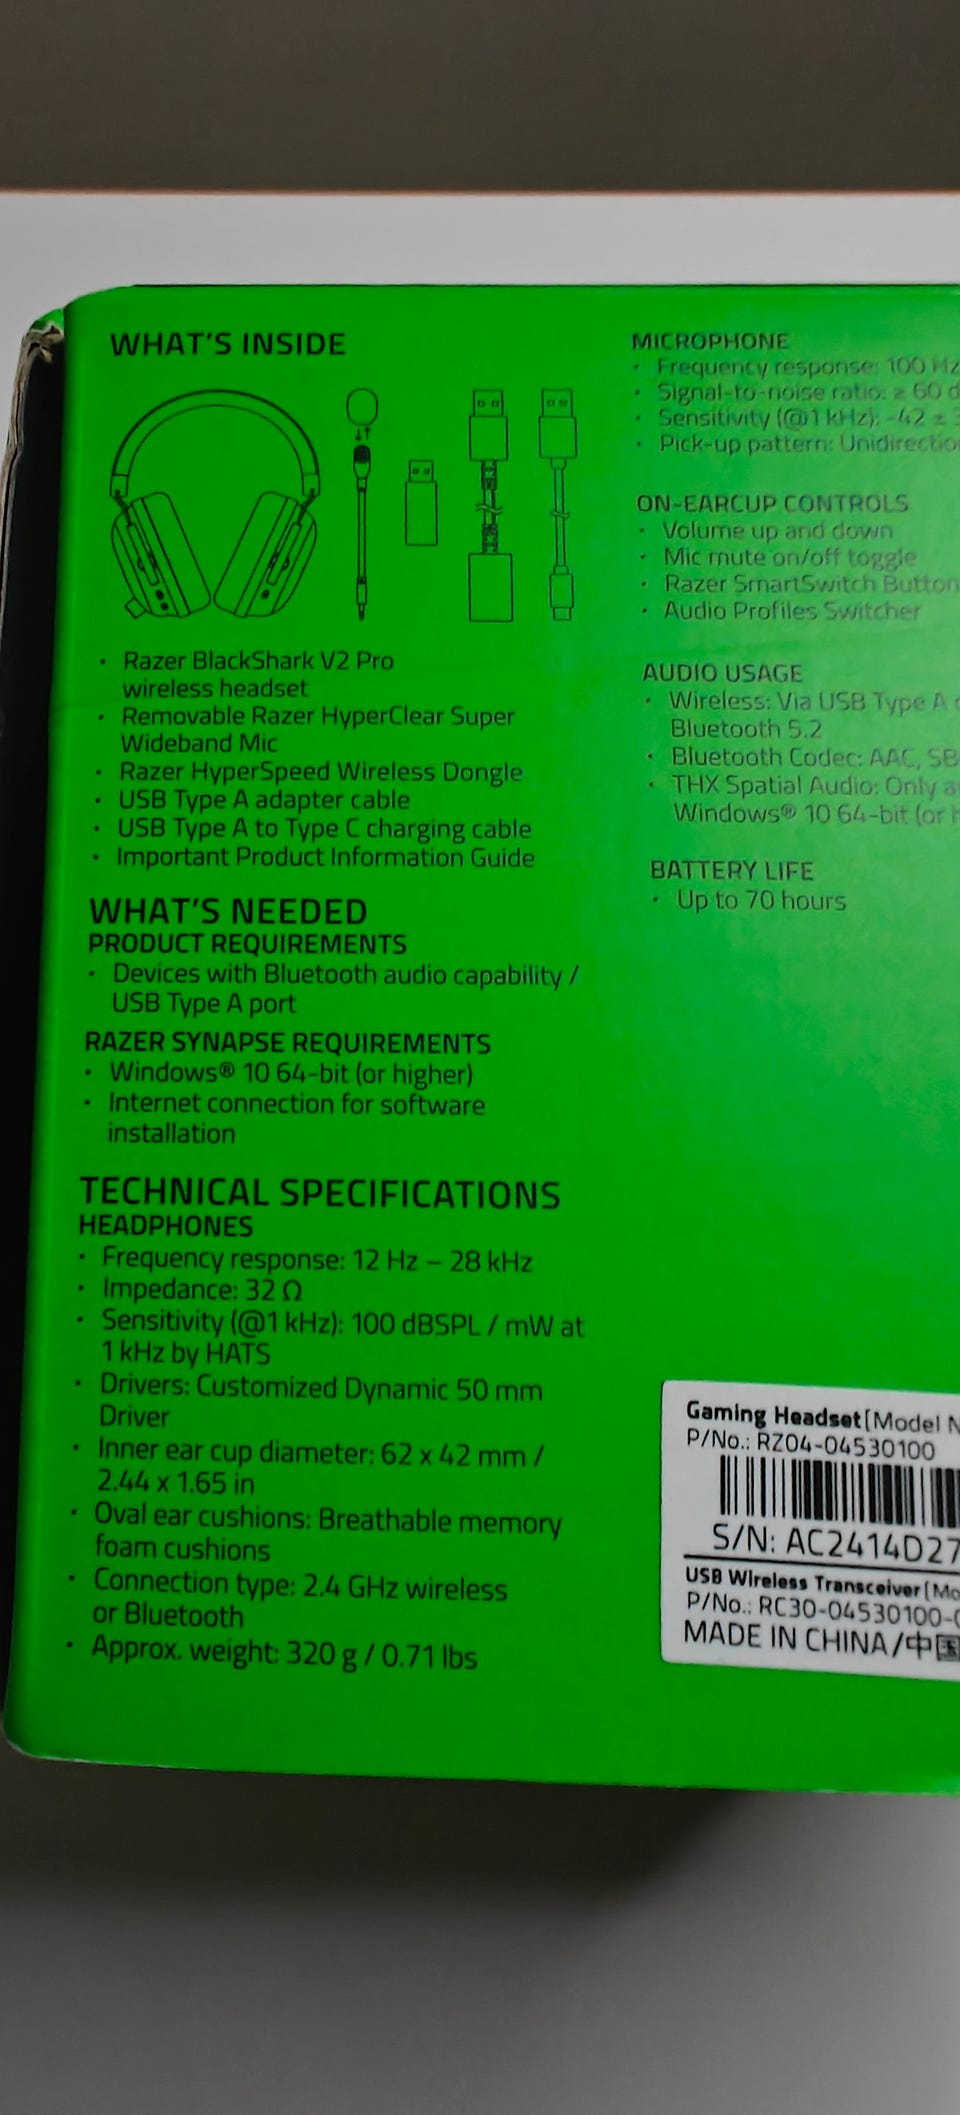 WHAT'S INSIDE
• Razer BlackShark V2 Pro
wireless headset
• Removable Razer HyperClear Super
Wideband Mic
• Razer HyperSpeed Wireless Dongle
• USB Type A adapter cable
• USB Type A to Type C charging cable
• Important Product Information Guide
WHAT'S NEEDED
PRODUCT REQUIREMENTS
• Devices with Bluetooth audio capability /
USB Type A port
RAZER SYNAPSE REQUIREMENTS
• Windows® 10 64-bit (or higher)
• Internet connection for software
installation
TECHNICAL SPECIFICATIONS
HEADPHONES
• Frequency response: 12 Hz – 28 kHz
• Impedance: 32 Ω
• Sensitivity (@1 kHz): 100 dBSPL / mW at
1 kHz by HATS
• Drivers: Customized Dynamic 50 mm
Driver
• Inner ear cup diameter: 62 x 42 mm /
2.44 x 1.65 in
• Oval ear cushions: Breathable memory
foam cushions
• Connection type: 2.4 GHz wireless
or Bluetooth
• Approx. weight: 320 g / 0.71 lbs
MICROPHONE
• Frequency response: 100 Hz
• Signal-to-noise ratio: ≥ 60
• Sensitivity (@1 kHz): -42 ±
• Pick-up pattern:
ON-EARCUP CONTROLS
• Volume up and down
• Mic mute on/off toggle
• Razer SmartSwitch Button
• Audio Profiles Switcher
AUDIO USAGE
• Wireless: Via USB Type A
Bluetooth 5.2
• Bluetooth Codec: AAC,
• THX Spatial Audio: Only
Windows® 10 64-bit (or
BATTERY LIFE
• Up to 70 hours
Gaming Headset [Model
P/No.: RZ04-04530100
S/N: AC2414D27
USB Wireless Transceiver
P/No.: RC30-04530100-
MADE IN CHINA /中国